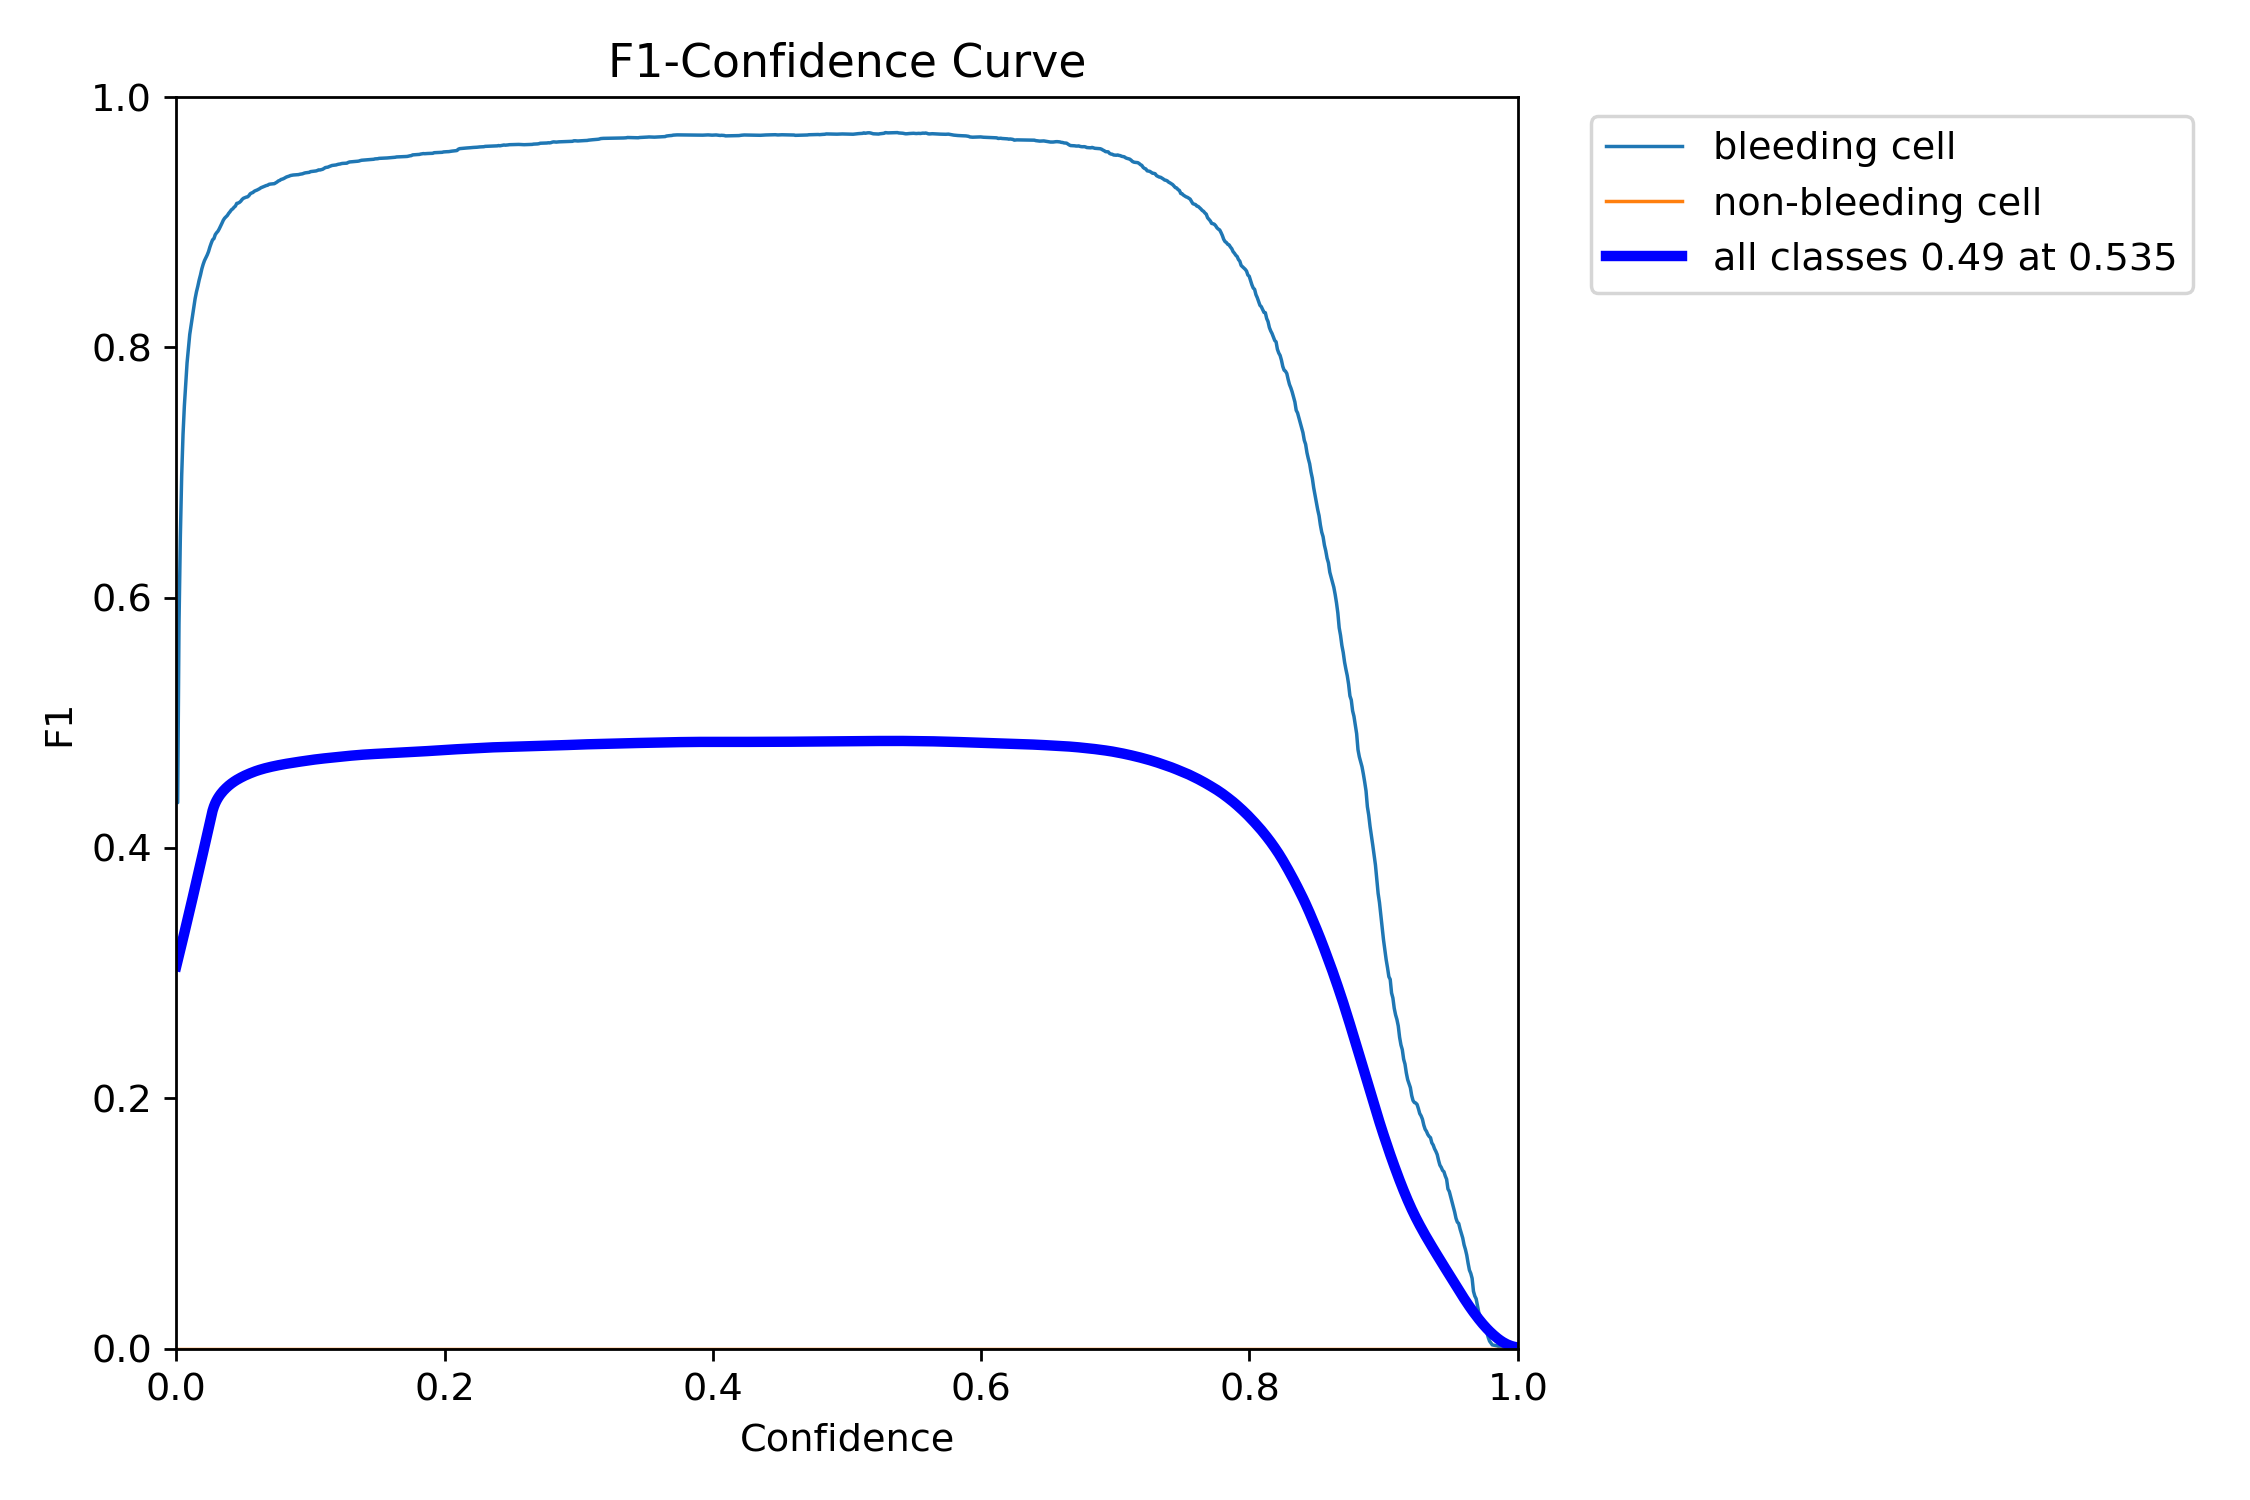 F1-Confidence Curve
1.0
0.8
0.6
0.4
0.2
0.0
F1
0.0 0.2 0.4 0.6 0.8 1.0
Confidence
bleeding cell
non-bleeding cell
all classes 0.49 at 0.535